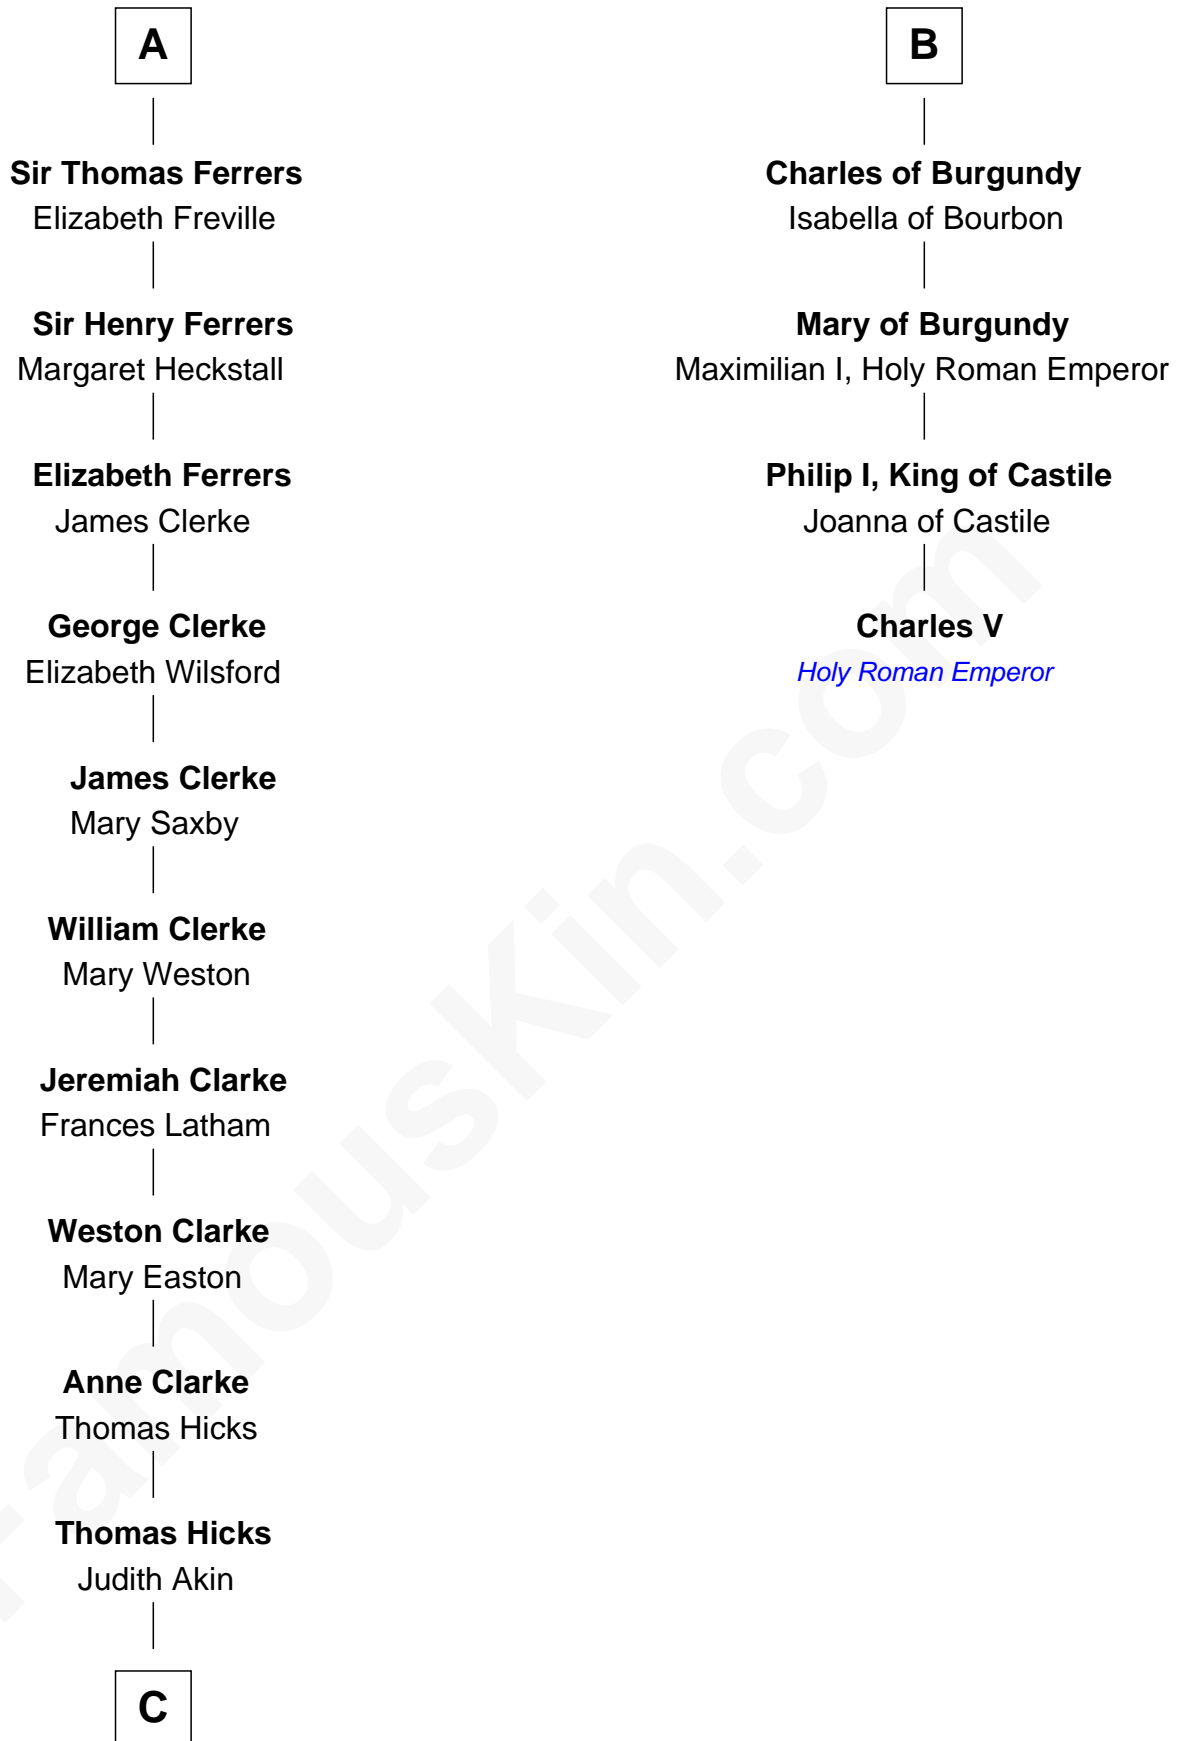 A
Sir Thomas Ferrers
Elizabeth Freville
Sir Henry Ferrers
Margaret Heckstall
Elizabeth Ferrers
James Clerke
George Clerke
Elizabeth Wilsford
James Clerke
Mary Saxby
William Clerke
Mary Weston
Jeremiah Clarke
Frances Latham
Weston Clarke
Mary Easton
Anne Clarke
Thomas Hicks
Thomas Hicks
Judith Akin
C
B
Charles of Burgundy
Isabella of Bourbon
Mary of Burgundy
Maximilian I, Holy Roman Emperor
Philip I, King of Castile
Joanna of Castile
Charles V
Holy Roman Emperor
FamousKin.com